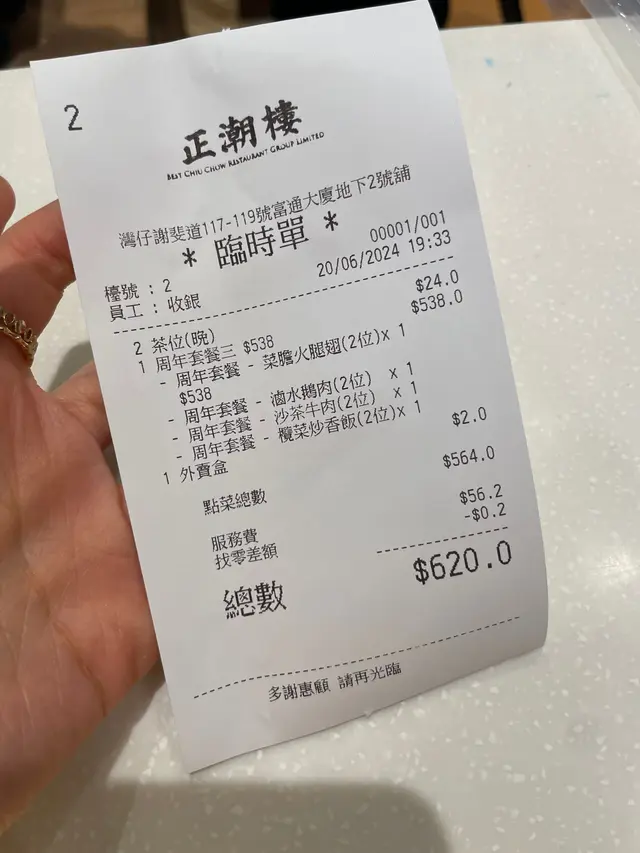 2
正潮樓
BEST CHIU CHOW RESTAURANT GROUP LIMITED
灣仔謝斐道117-119號富通大廈地下2號舖
* 臨時單 *
00001/001
檯號 : 2
員工 : 收銀 20/06/2024 19:33
2 茶位(晚) $24.0
1 周年套餐三 $538 $538.0
- 周年套餐 - 菜膽火腿翅(2位)x 1
$538
- 周年套餐 - 滷水鵝肉(2位) x 1
- 周年套餐 - 沙茶牛肉(2位) x 1
- 周年套餐 - 欖菜炒香飯(2位)x 1
1 外賣盒 $2.0
點菜總數 $564.0
服務費 $56.2
找零差額 -$0.2
總數 $620.0
多謝惠顧 請再光臨